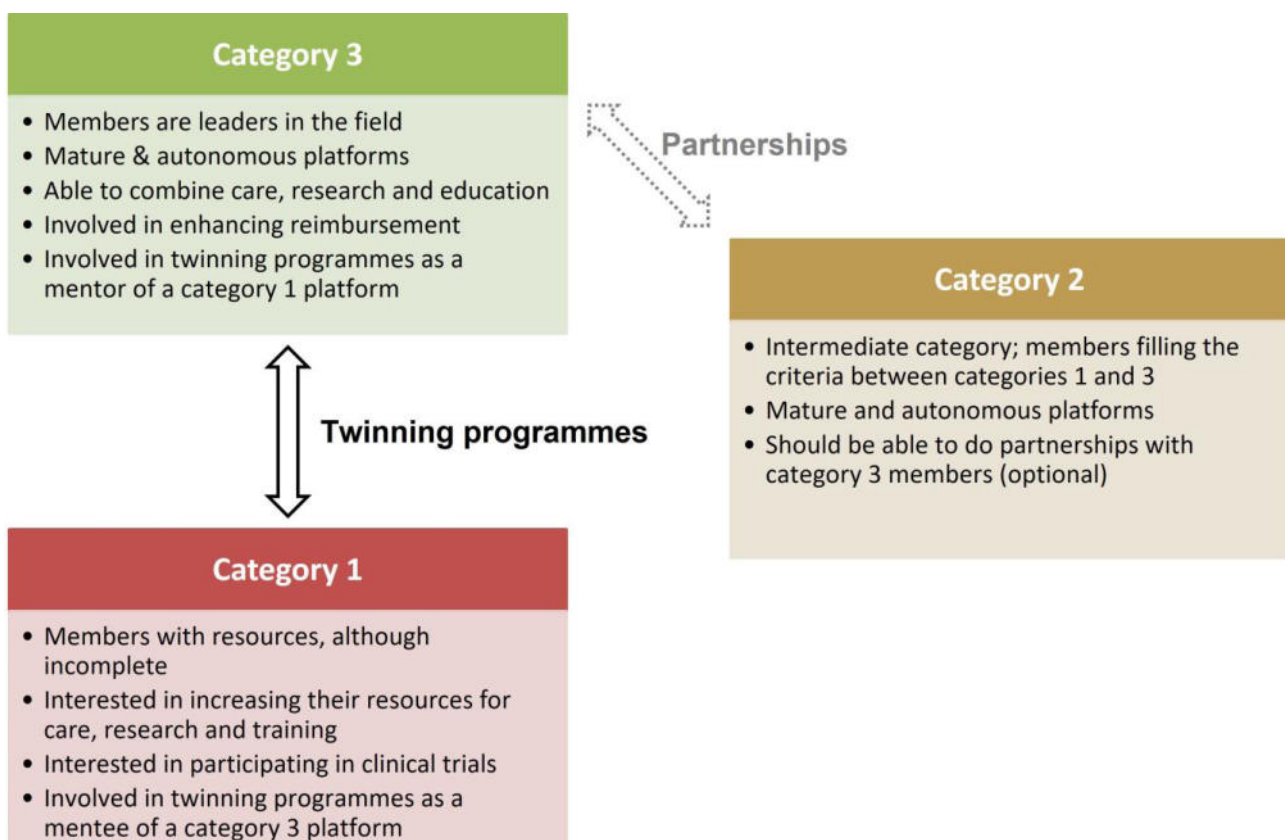 Category 3
• Members are leaders in the field
• Mature & autonomous platforms
• Able to combine care, research and education
• Involved in enhancing reimbursement
• Involved in twinning programmes as a
mentor of a category 1 platform
Partnerships
Category 2
• Intermediate category; members filling the
criteria between categories 1 and 3
• Mature and autonomous platforms
• Should be able to do partnerships with
category 3 members (optional)
Twinning programmes
Category 1
• Members with resources, although
incomplete
• Interested in increasing their resources for
care, research and training
• Interested in participating in clinical trials
• Involved in twinning programmes as a
mentee of a category 3 platform